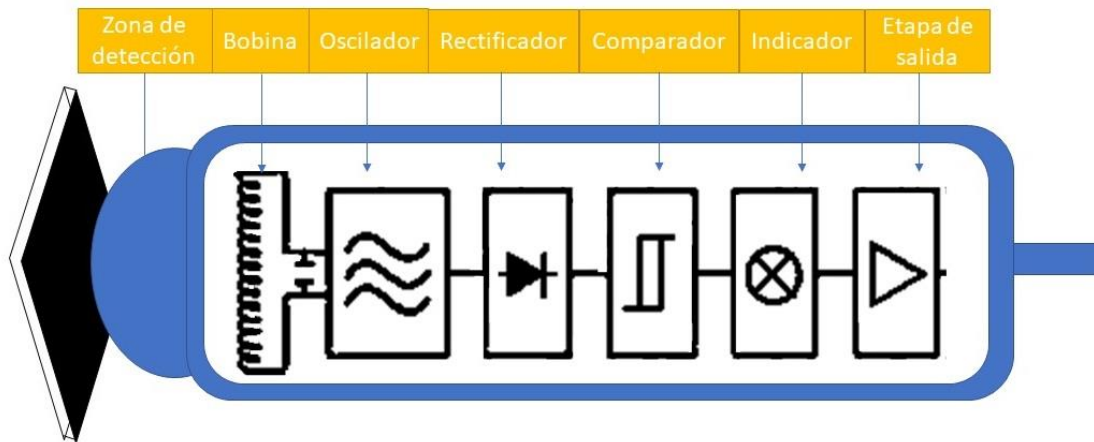 Zona de
detección
Bobina
Oscilador
Rectificador
Comparador
Indicador
Etapa de
salida